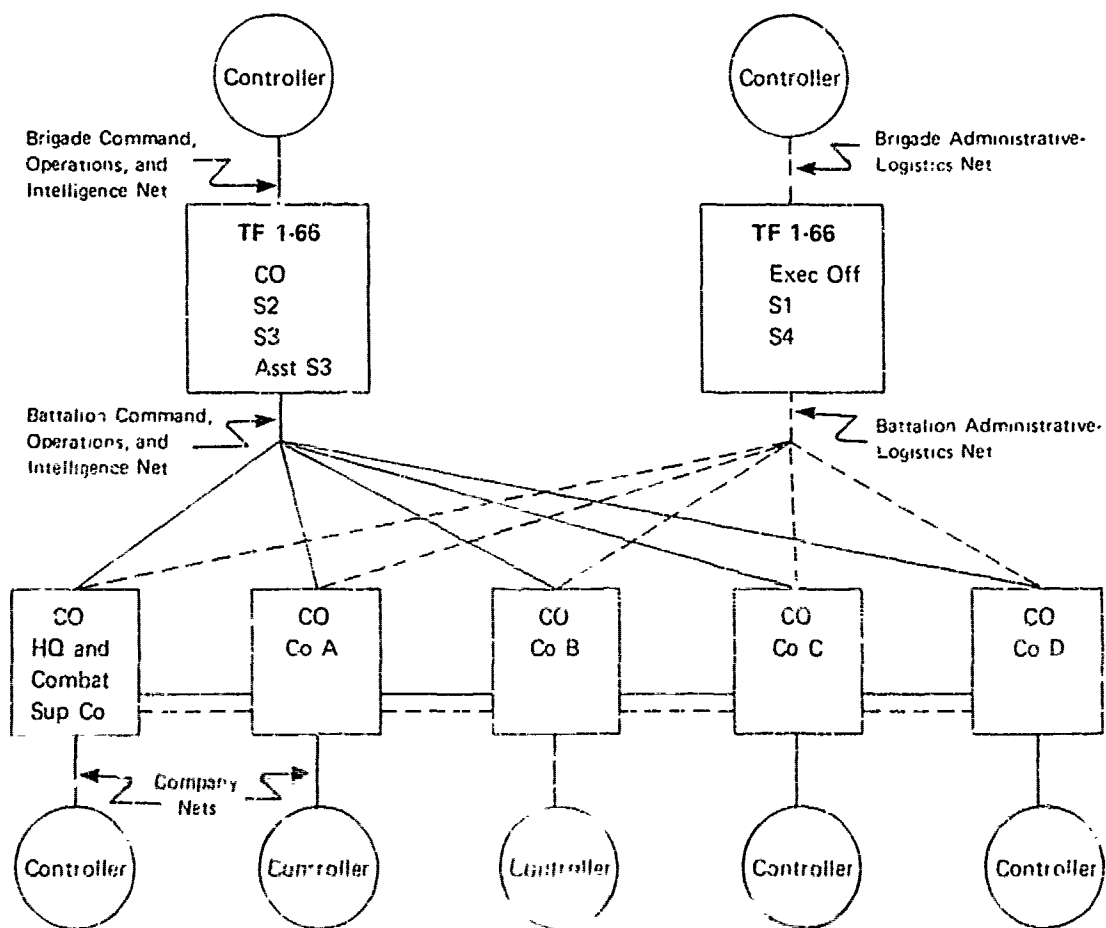 Controller
Controller
Brigade Command,
Operations, and
Intelligence Net
Brigade Administrative-
Logistics Net
TF 1-66
CO
S2
S3
Asst S3
TF 1-66
Exec Off
S1
S4
Battalion Command,
Operations, and
Intelligence Net
Battalion Administrative-
Logistics Net
CO
HQ and
Combat
Sup Co
CO
Co A
CO
Co B
CO
Co C
CO
Co D
Company
Nets
Controller
Controller
Controller
Controller
Controller